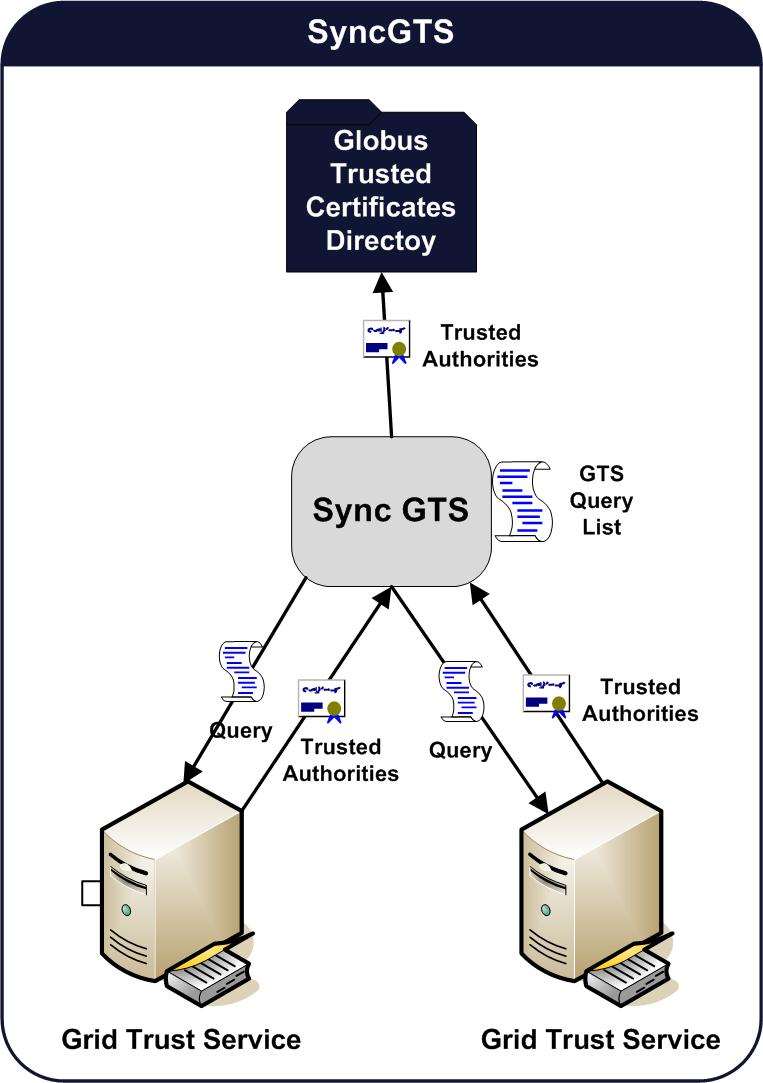 SyncGTS
Globus
Trusted
Certificates
Directoy
Trusted
Authorities
Sync GTS
GTS
Query
List
Query
Trusted
Authorities
Query
Trusted
Authorities
Grid Trust Service
Grid Trust Service